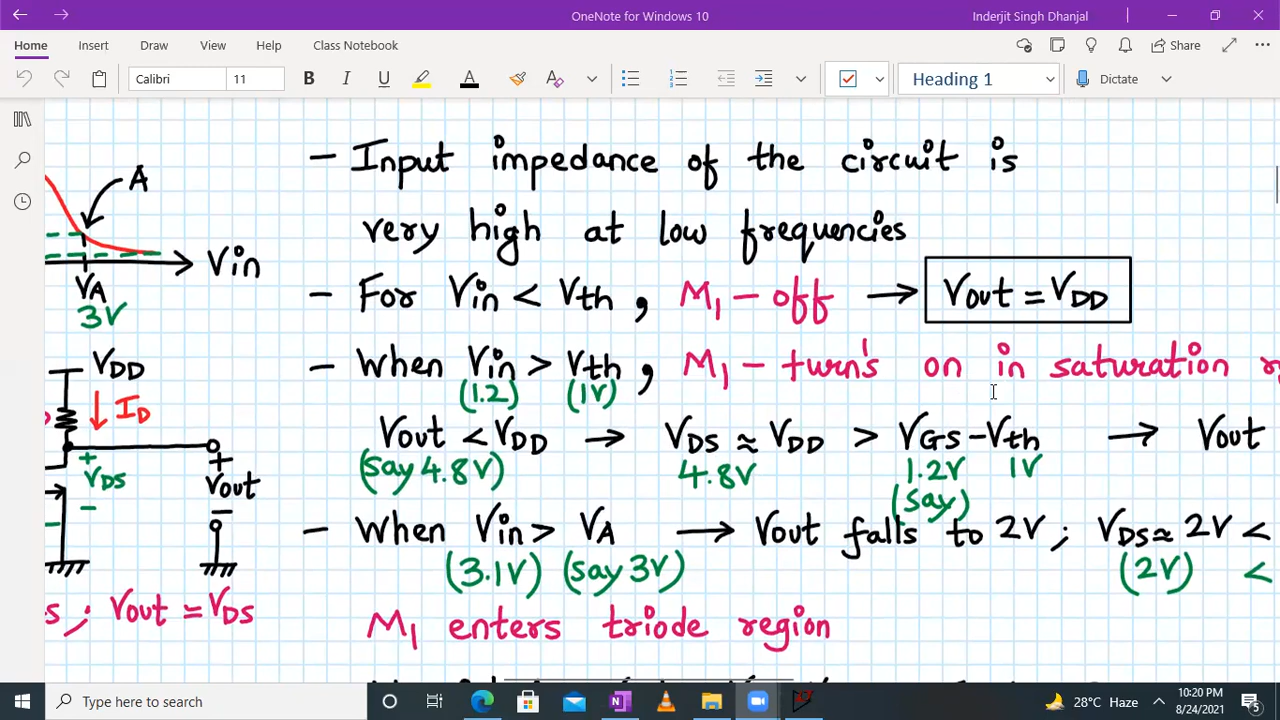 OneNote for Windows 10
Inderjit Singh Dhanjal
Home Insert Draw View Help Class Notebook
Share
Calibri 11 B I U A Heading 1 Dictate
- Input impedance of the circuit is
very high at low frequencies
- For Vin < Vth, M1 - off → Vout = VDD
- When Vin > Vth, M1 - turn's on in saturation
(1.2) (1V)
Vout < VDD → VDS ≈ VDD > VGS - Vth → Vout
(say 4.8V) 4.8V 1.2V 1V
(say)
- When Vin > VA → Vout falls to 2V ; VDS ≈ 2V <
(3.1V) (say 3V) (2V) <
M1 enters triode region
A
Vin
VA
3V
VDD
ID
+
VDS
-
+
Vout
-
; Vout = VDS
Type here to search
28°C Haze
10:20 PM
8/24/2021
5